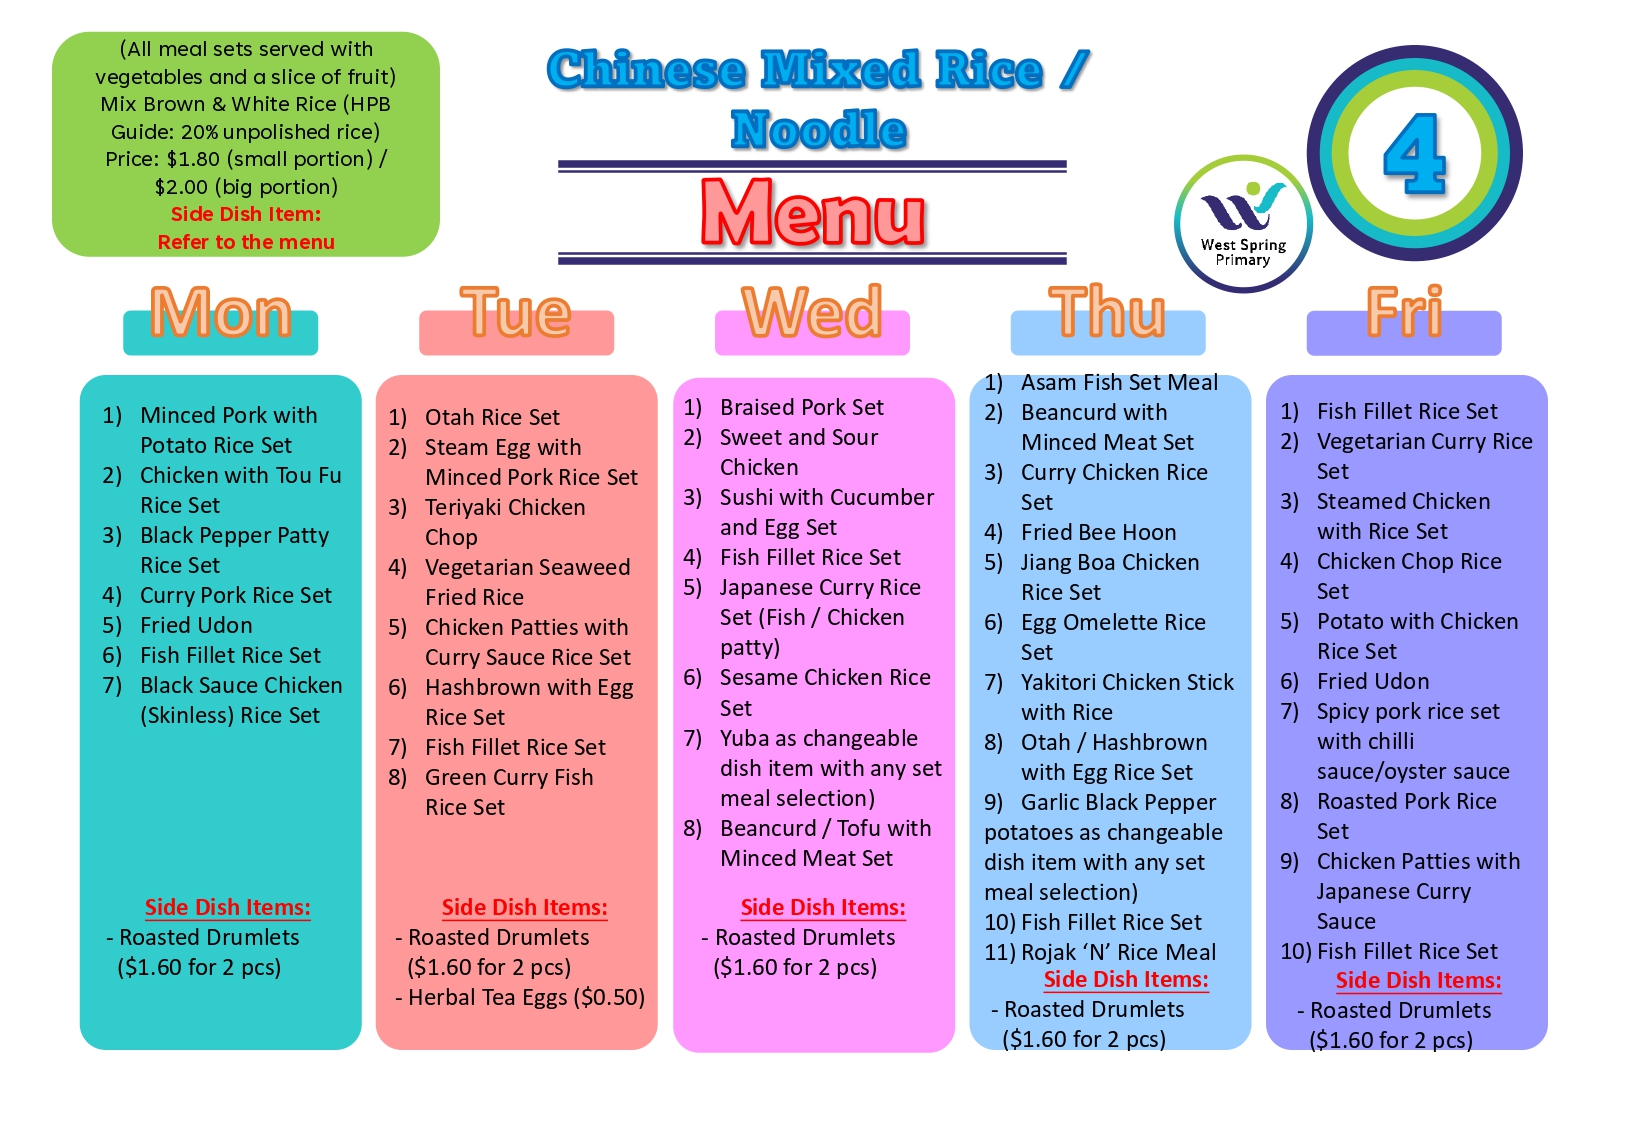 (All meal sets served with
vegetables and a slice of fruit)
Mix Brown & White Rice (HPB
Guide: 20% unpolished rice)
Price: $1.80 (small portion) /
$2.00 (big portion)
Side Dish Item:
Refer to the menu
Chinese Mixed Rice /
Noodle
Menu
West Spring
Primary
4
Mon
1) Minced Pork with
Potato Rice Set
2) Chicken with Tou Fu
Rice Set
3) Black Pepper Patty
Rice Set
4) Curry Pork Rice Set
5) Fried Udon
6) Fish Fillet Rice Set
7) Black Sauce Chicken
(Skinless) Rice Set
Side Dish Items:
- Roasted Drumlets
($1.60 for 2 pcs)
Tue
1) Otah Rice Set
2) Steam Egg with
Minced Pork Rice Set
3) Teriyaki Chicken
Chop
4) Vegetarian Seaweed
Fried Rice
5) Chicken Patties with
Curry Sauce Rice Set
6) Hashbrown with Egg
Rice Set
7) Fish Fillet Rice Set
8) Green Curry Fish
Rice Set
Side Dish Items:
- Roasted Drumlets
($1.60 for 2 pcs)
- Herbal Tea Eggs ($0.50)
Wed
1) Braised Pork Set
2) Sweet and Sour
Chicken
3) Sushi with Cucumber
and Egg Set
4) Fish Fillet Rice Set
5) Japanese Curry Rice
Set (Fish / Chicken
patty)
6) Sesame Chicken Rice
Set
7) Yuba as changeable
dish item with any set
meal selection)
8) Beancurd / Tofu with
Minced Meat Set
Side Dish Items:
- Roasted Drumlets
($1.60 for 2 pcs)
Thu
1) Asam Fish Set Meal
2) Beancurd with
Minced Meat Set
3) Curry Chicken Rice
Set
4) Fried Bee Hoon
5) Jiang Boa Chicken
Rice Set
6) Egg Omelette Rice
Set
7) Yakitori Chicken Stick
with Rice
8) Otah / Hashbrown
with Egg Rice Set
9) Garlic Black Pepper
potatoes as changeable
dish item with any set
meal selection)
10) Fish Fillet Rice Set
11) Rojak ‘N’ Rice Meal
Side Dish Items:
- Roasted Drumlets
($1.60 for 2 pcs)
Fri
1) Fish Fillet Rice Set
2) Vegetarian Curry Rice
Set
3) Steamed Chicken
with Rice Set
4) Chicken Chop Rice
Set
5) Potato with Chicken
Rice Set
6) Fried Udon
7) Spicy pork rice set
with chilli
sauce/oyster sauce
8) Roasted Pork Rice
Set
9) Chicken Patties with
Japanese Curry
Sauce
10) Fish Fillet Rice Set
Side Dish Items:
- Roasted Drumlets
($1.60 for 2 pcs)